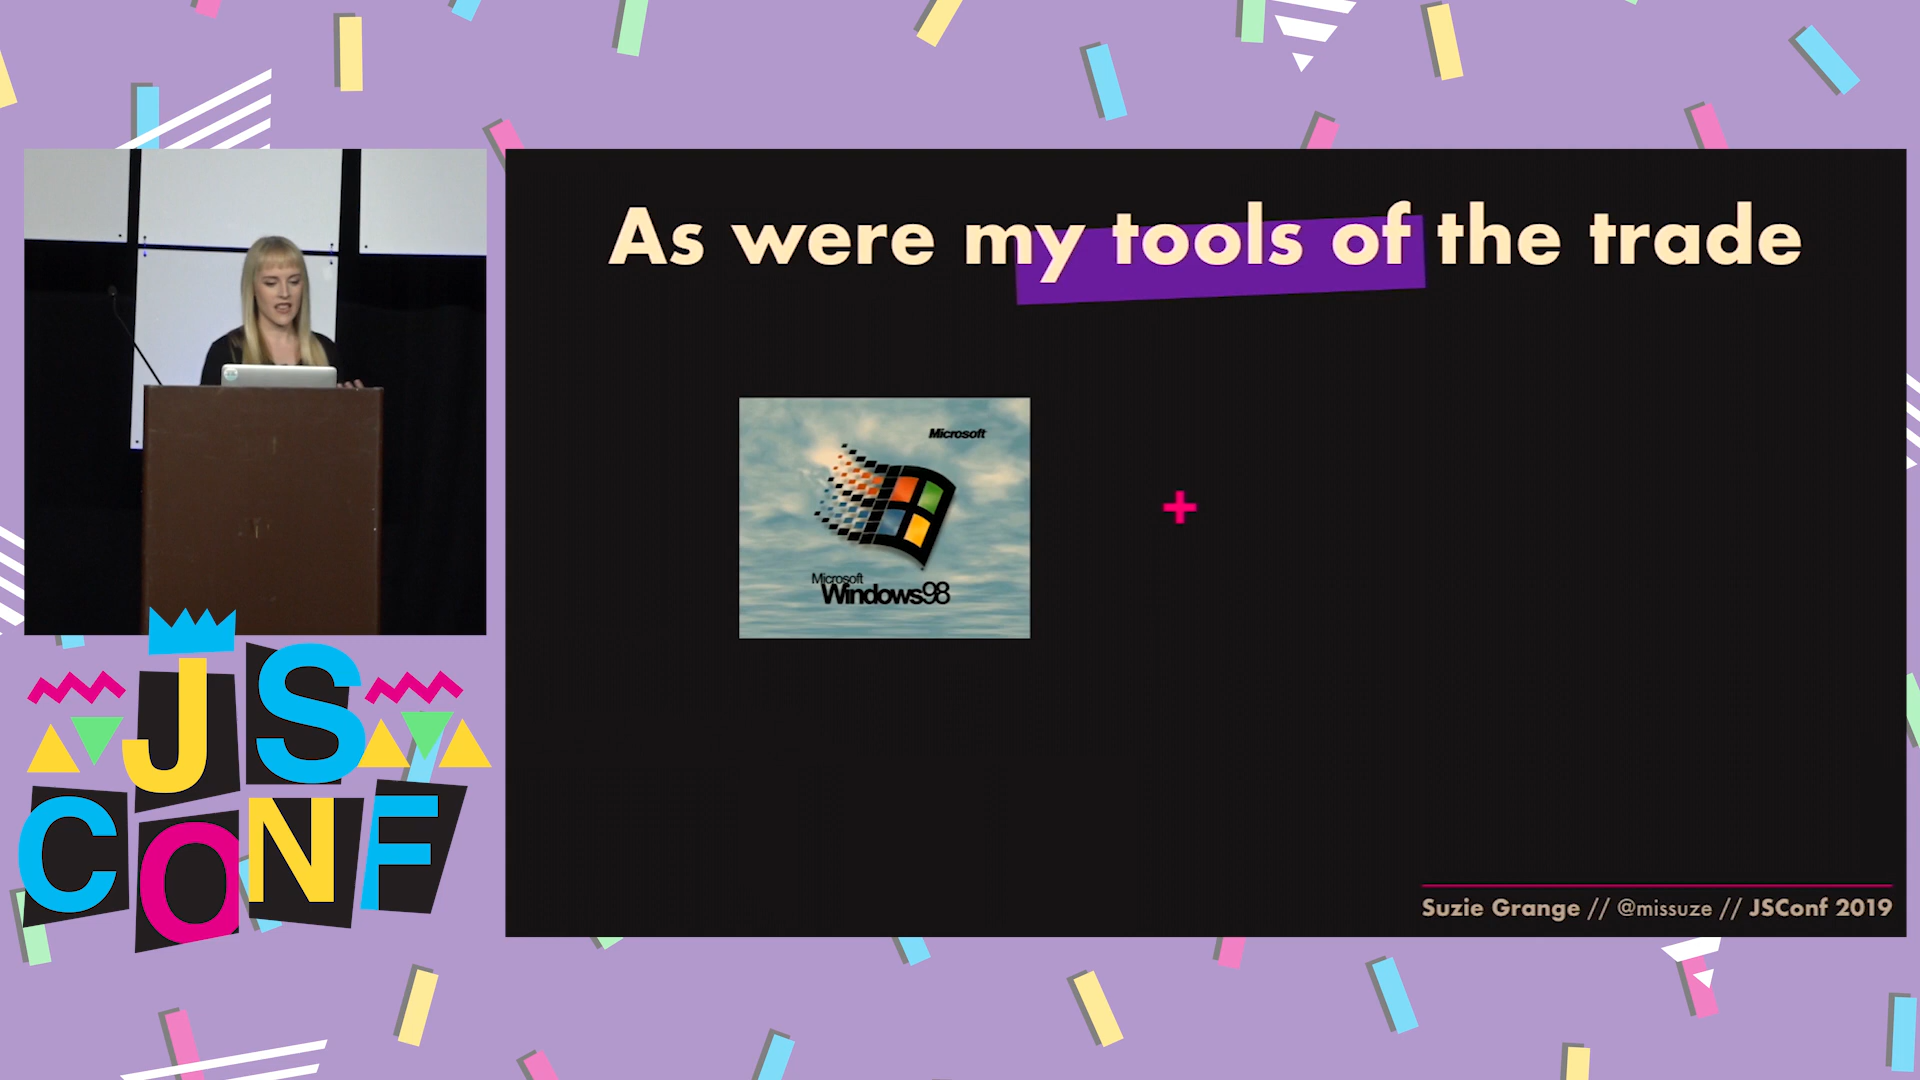 As were my tools of the trade
Microsoft
Microsoft
Windows98
JS
CONF
Suzie Grange // @missuze // JSConf 2019